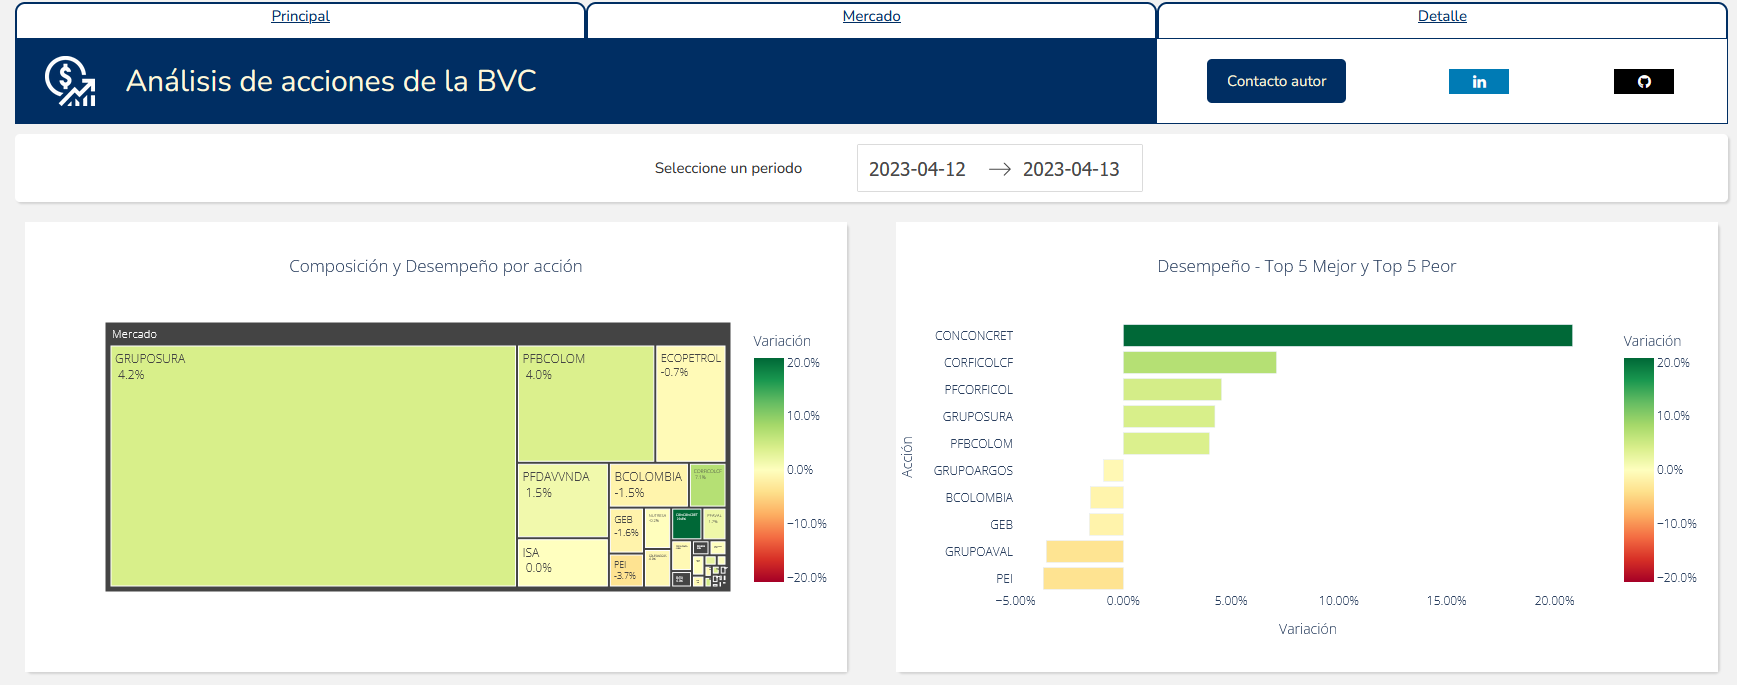 Principal
Mercado
Detalle
Análisis de acciones de la BVC
Contacto autor
in
Seleccione un periodo
2023-04-12
2023-04-13
Composición y Desempeño por acción
Mercado
GRUPOSURA
4.2%
PFBCOLOM
4.0%
ECOPETROL
-0.7%
PFDAVVNDA
1.5%
BCOLOMBIA
-1.5%
CORFICOLCF
7.1%
ISA
0.0%
GEB
-1.6%
PEI
-3.7%
CONCONCRET
Variación
20.0%
10.0%
0.0%
−10.0%
−20.0%
Desempeño - Top 5 Mejor y Top 5 Peor
Acción
CONCONCRET
CORFICOLCF
PFCORFICOL
GRUPOSURA
PFBCOLOM
GRUPOARGOS
BCOLOMBIA
GEB
GRUPOAVAL
PEI
−5.00%
0.00%
5.00%
10.00%
15.00%
20.00%
Variación
Variación
20.0%
10.0%
0.0%
−10.0%
−20.0%